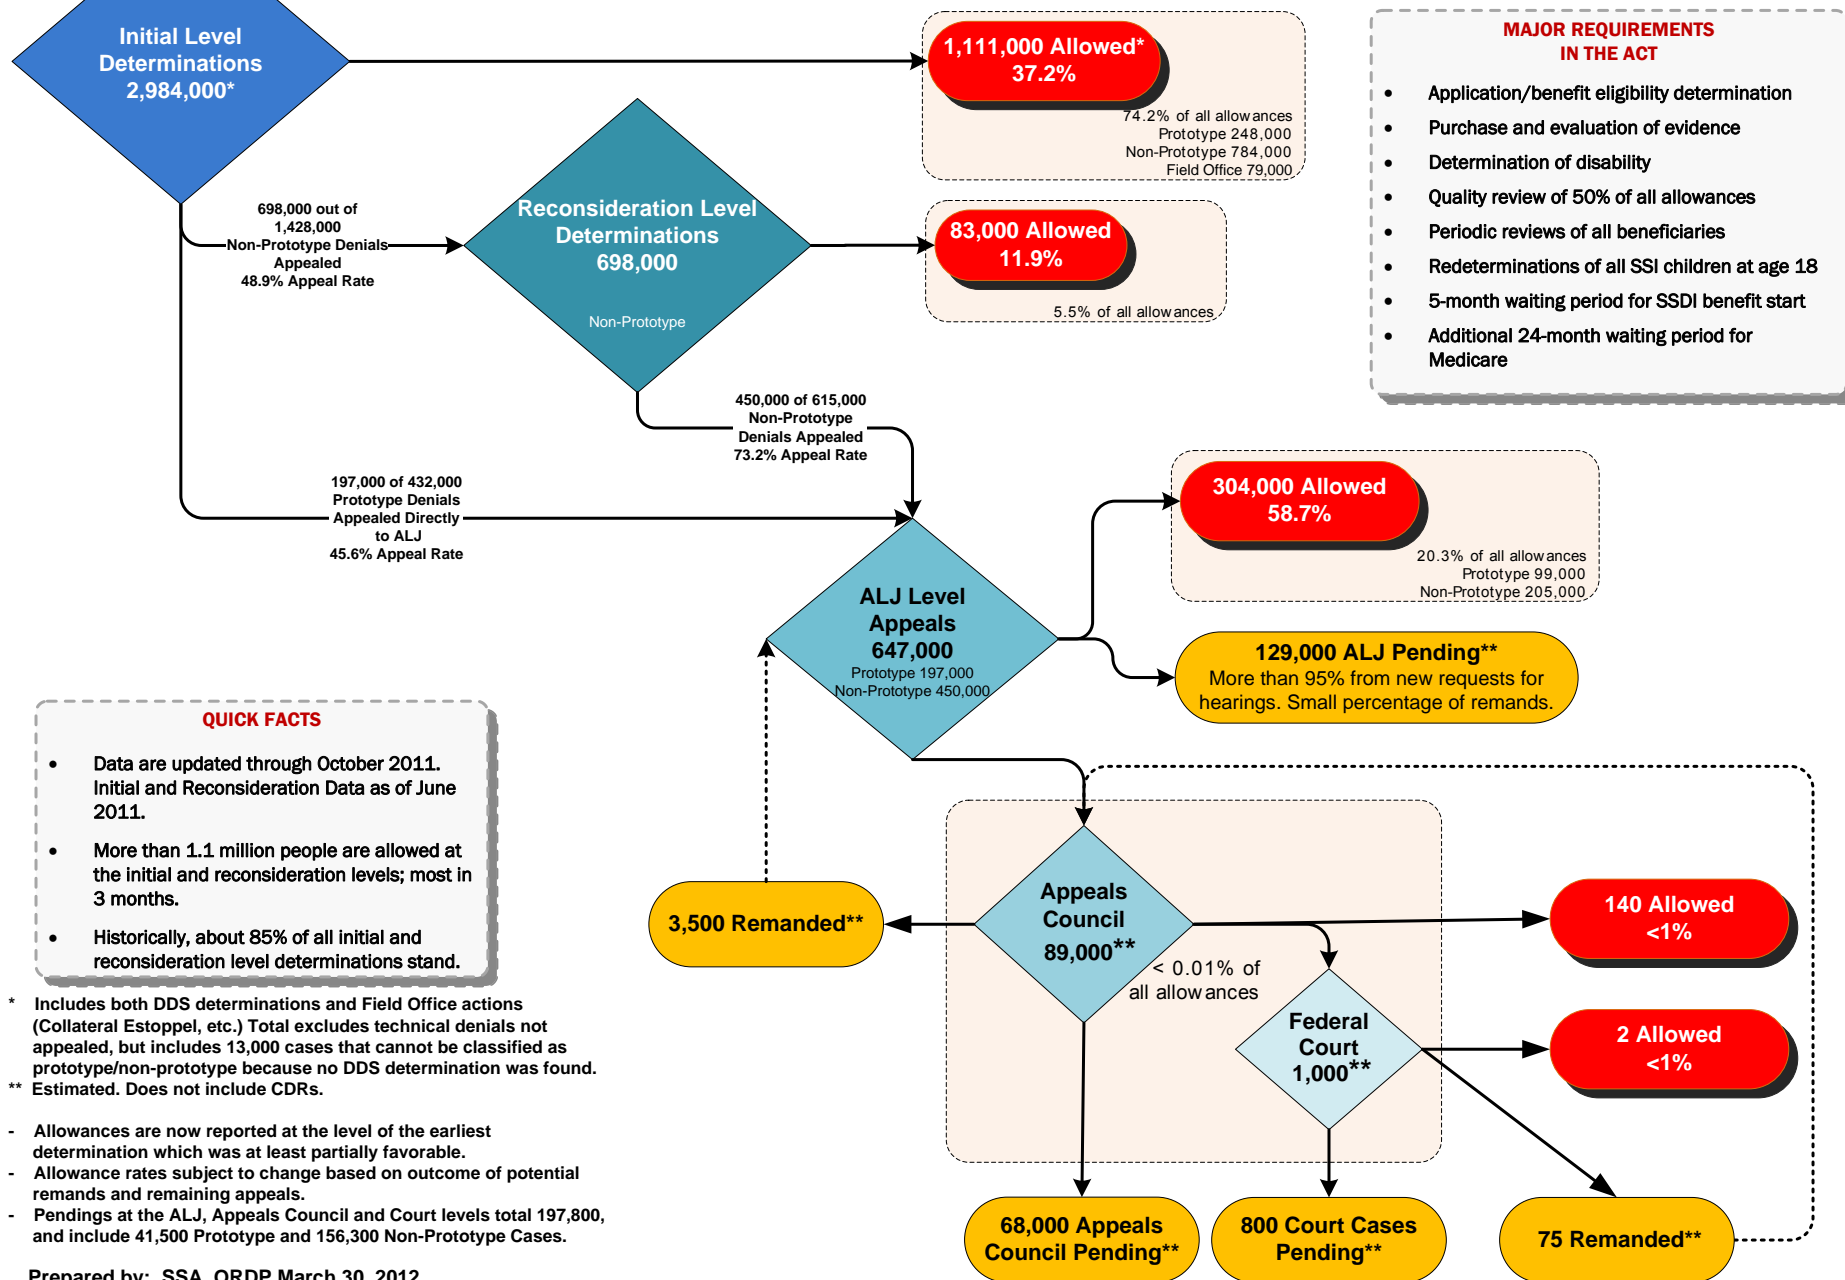 Initial Level
Determinations
2,984,000*
1,111,000 Allowed*
37.2%
74.2% of all allowances
Prototype 248,000
Non-Prototype 784,000
Field Office 79,000
MAJOR REQUIREMENTS
IN THE ACT
• Application/benefit eligibility determination
• Purchase and evaluation of evidence
• Determination of disability
• Quality review of 50% of all allowances
• Periodic reviews of all beneficiaries
• Redeterminations of all SSI children at age 18
• 5-month waiting period for SSDI benefit start
• Additional 24-month waiting period for
Medicare
698,000 out of
1,428,000
Non-Prototype Denials
Appealed
48.9% Appeal Rate
Reconsideration Level
Determinations
698,000
Non-Prototype
83,000 Allowed
11.9%
5.5% of all allowances
450,000 of 615,000
Non-Prototype
Denials Appealed
73.2% Appeal Rate
197,000 of 432,000
Prototype Denials
Appealed Directly
to ALJ
45.6% Appeal Rate
304,000 Allowed
58.7%
20.3% of all allowances
Prototype 99,000
Non-Prototype 205,000
ALJ Level
Appeals
647,000
Prototype 197,000
Non-Prototype 450,000
129,000 ALJ Pending**
More than 95% from new requests for
hearings. Small percentage of remands.
QUICK FACTS
• Data are updated through October 2011.
Initial and Reconsideration Data as of June
2011.
• More than 1.1 million people are allowed at
the initial and reconsideration levels; most in
3 months.
• Historically, about 85% of all initial and
reconsideration level determinations stand.
3,500 Remanded**
Appeals
Council
89,000**
< 0.01% of
all allowances
140 Allowed
<1%
Federal
Court
1,000**
2 Allowed
<1%
68,000 Appeals
Council Pending**
800 Court Cases
Pending**
75 Remanded**
* Includes both DDS determinations and Field Office actions
(Collateral Estoppel, etc.) Total excludes technical denials not
appealed, but includes 13,000 cases that cannot be classified as
prototype/non-prototype because no DDS determination was found.
** Estimated. Does not include CDRs.
- Allowances are now reported at the level of the earliest
determination which was at least partially favorable.
- Allowance rates subject to change based on outcome of potential
remands and remaining appeals.
- Pendings at the ALJ, Appeals Council and Court levels total 197,800,
and include 41,500 Prototype and 156,300 Non-Prototype Cases.
Prepared by: SSA, ORDP March 30, 2012